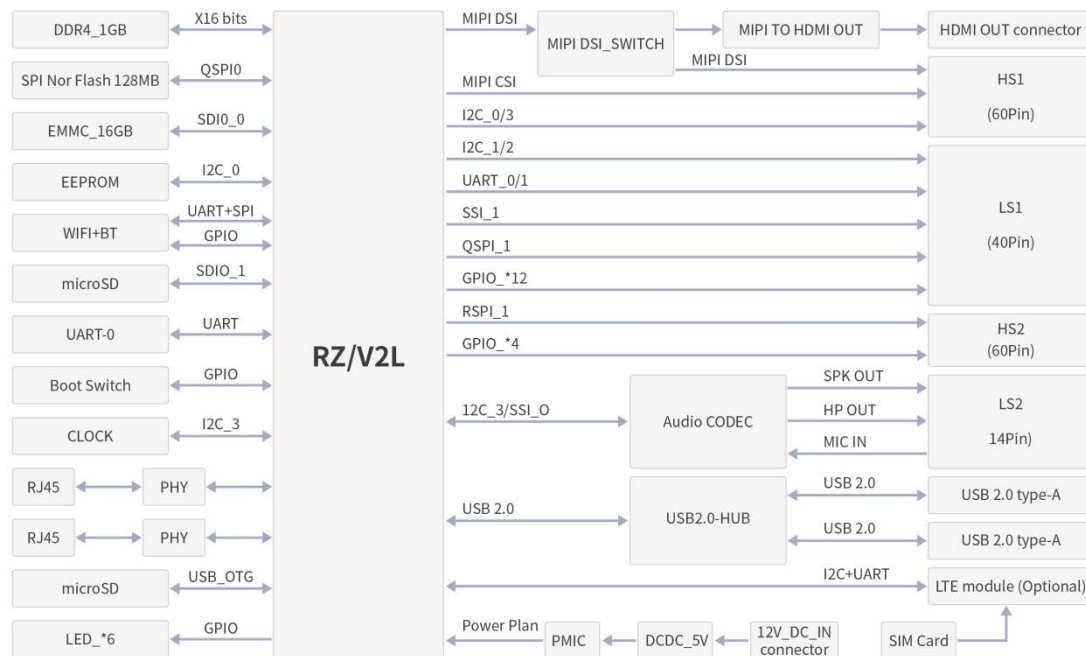 DDR4_1GB
X16 bits
SPI Nor Flash 128MB
QSPI0
EMMC_16GB
SDI0_0
EEPROM
I2C_0
WIFI+BT
UART+SPI
GPIO
microSD
SDIO_1
UART-0
UART
Boot Switch
GPIO
CLOCK
I2C_3
RJ45
PHY
RJ45
PHY
microSD
USB_OTG
LED_*6
GPIO
RZ/V2L
MIPI DSI
MIPI DSI_SWITCH
MIPI TO HDMI OUT
HDMI OUT connector
MIPI DSI
MIPI CSI
I2C_0/3
HS1
(60Pin)
I2C_1/2
UART_0/1
SSI_1
QSPI_1
GPIO_*12
LS1
(40Pin)
RSPI_1
GPIO_*4
HS2
(60Pin)
12C_3/SSI_O
Audio CODEC
SPK OUT
HP OUT
MIC IN
LS2
14Pin)
USB 2.0
USB2.0-HUB
USB 2.0
USB 2.0 type-A
USB 2.0
USB 2.0 type-A
I2C+UART
LTE module (Optional)
Power Plan
PMIC
DCDC_5V
12V_DC_IN
connector
SIM Card